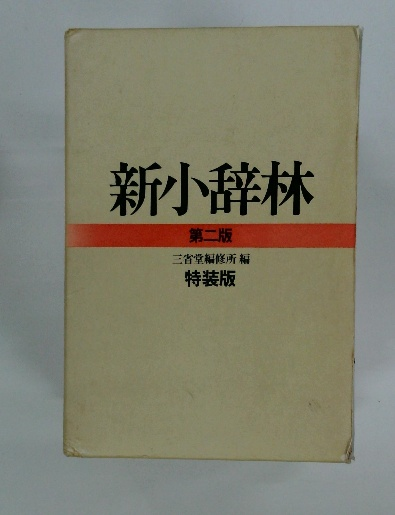 新小辞林
第二版
三省堂編修所 編
特装版